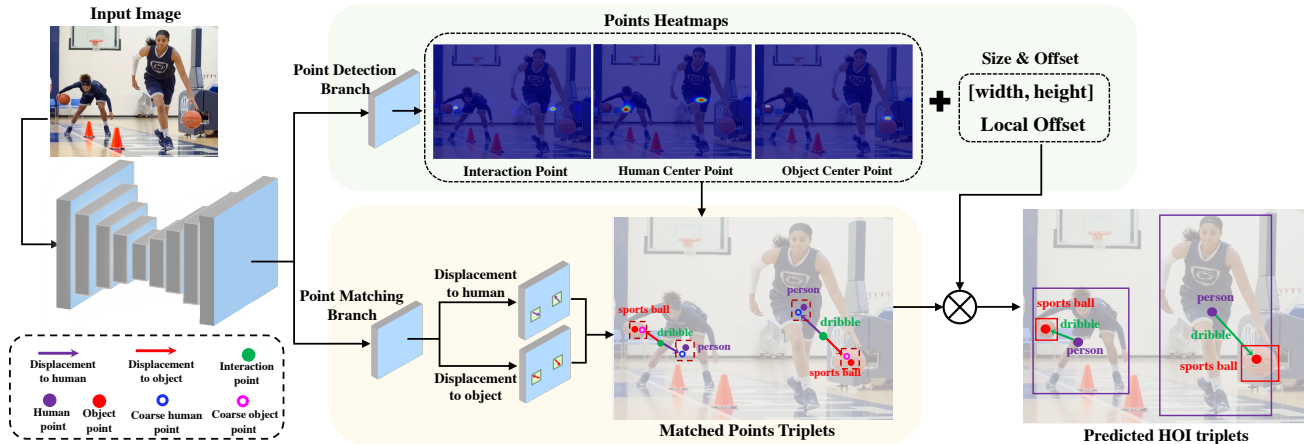 Input Image
Points Heatmaps
Point Detection
Branch
Interaction Point
Human Center Point
Object Center Point
Size & Offset
[width, height]
Local Offset
Point Matching
Branch
Displacement
to human
Displacement
to object
sports ball
dribble
person
person
dribble
sports ball
Matched Points Triplets
sports ball
dribble
person
person
dribble
sports ball
Predicted HOI triplets
Displacement
to human
Displacement
to object
Interaction
point
Human
point
Object
point
Coarse human
point
Coarse object
point